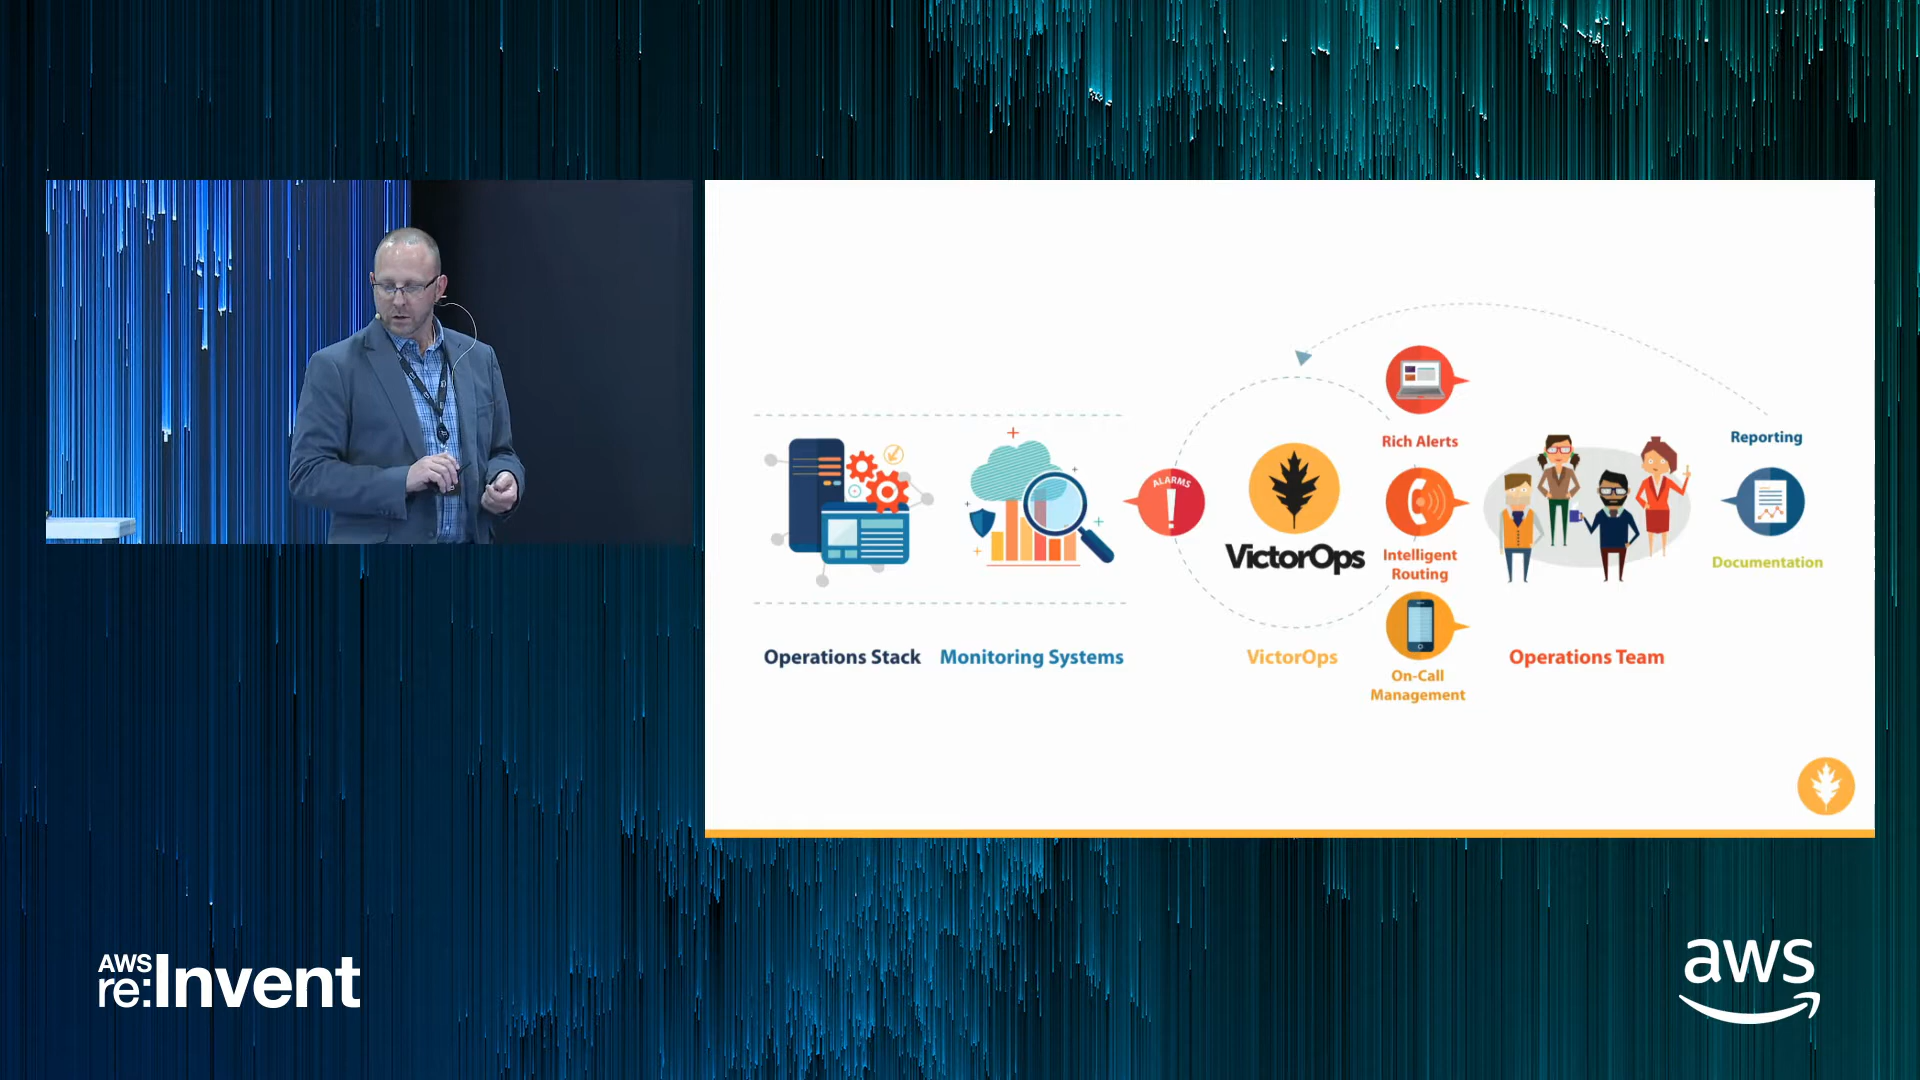 ALARMS
VictorOps
Rich Alerts
Intelligent
Routing
On-Call
Management
Reporting
Documentation
Operations Stack
Monitoring Systems
VictorOps
Operations Team
AWS
re:Invent
aws